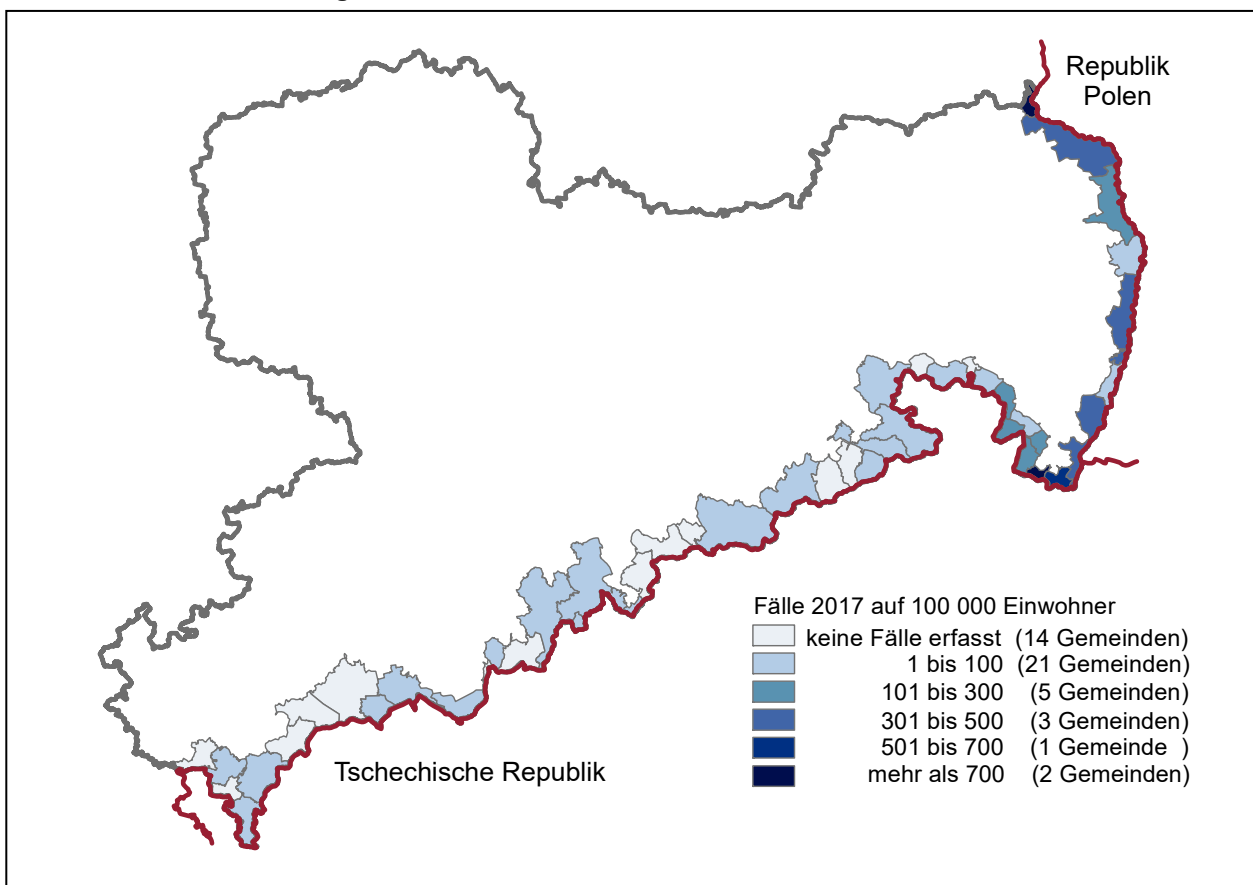 Republik
Polen
Tschechische Republik
Fälle 2017 auf 100 000 Einwohner
keine Fälle erfasst (14 Gemeinden)
1 bis 100 (21 Gemeinden)
101 bis 300 (5 Gemeinden)
301 bis 500 (3 Gemeinden)
501 bis 700 (1 Gemeinde )
mehr als 700 (2 Gemeinden)